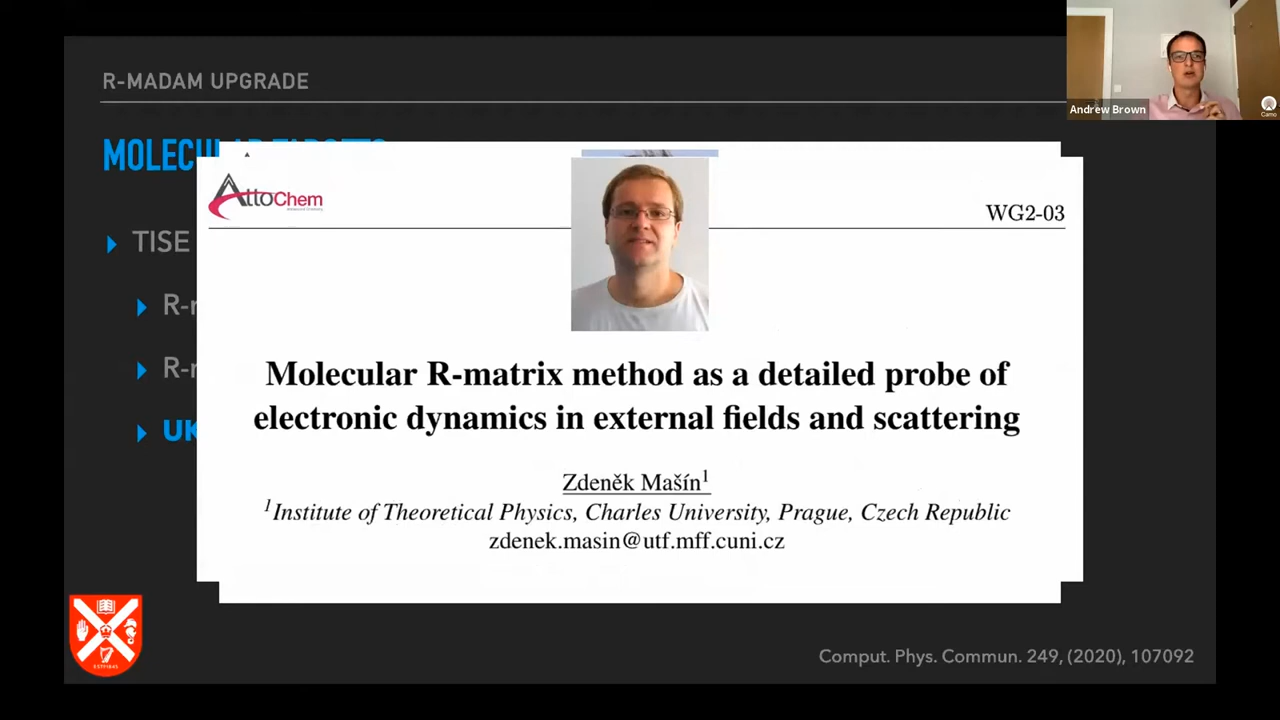 R-MADAM UPGRADE
Andrew Brown
Camo
AttoChem
WG2-03
TISE
Molecular R-matrix method as a detailed probe of
electronic dynamics in external fields and scattering
Zdeněk Mašín1
1Institute of Theoretical Physics, Charles University, Prague, Czech Republic
zdenek.masin@utf.mff.cuni.cz
Comput. Phys. Commun. 249, (2020), 107092